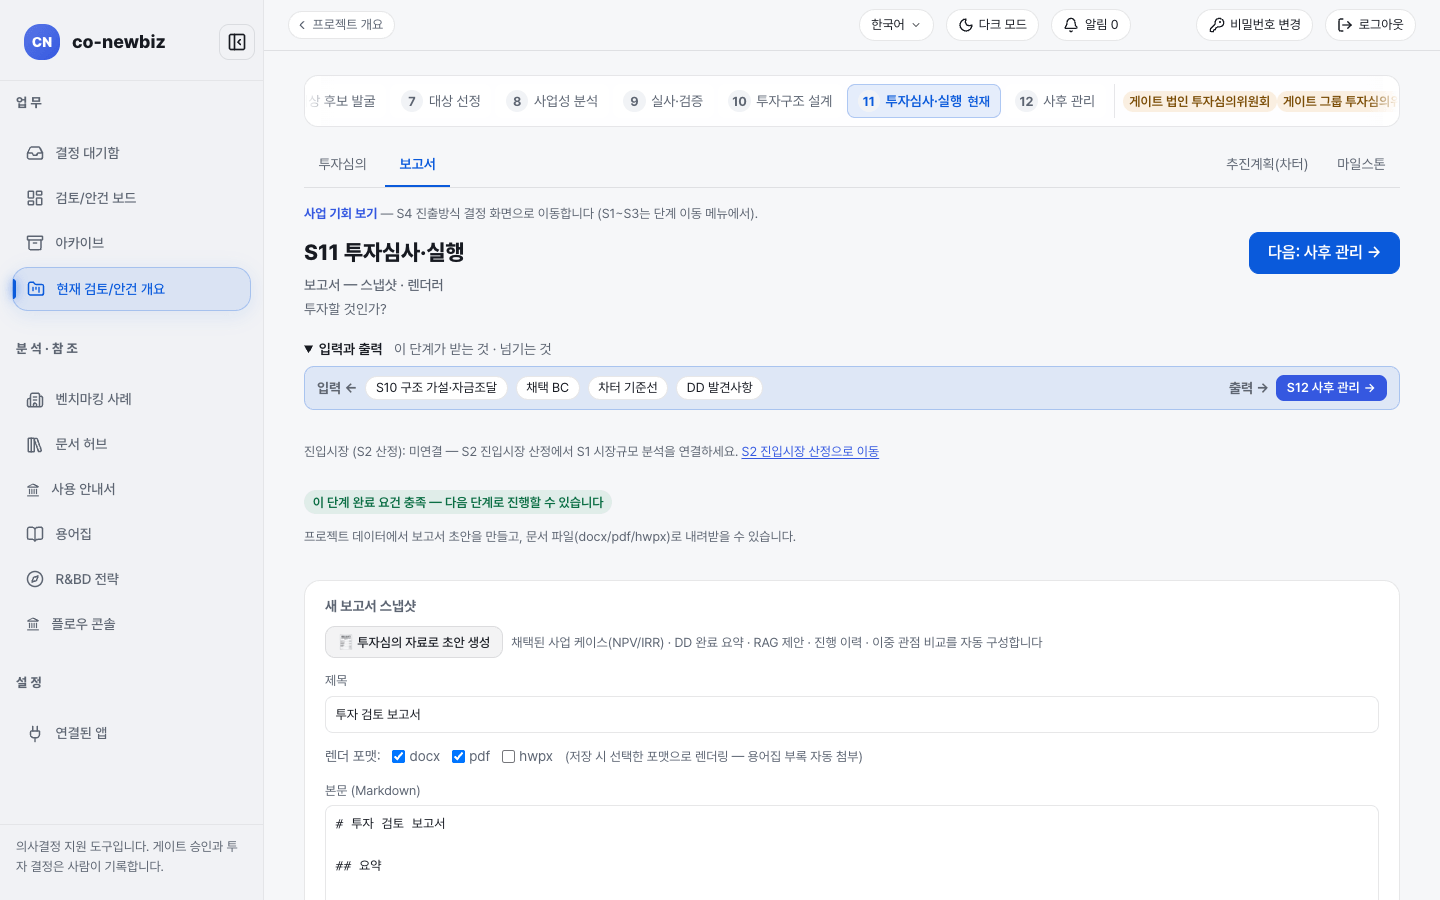 CN co-newbiz
프로젝트 개요
한국어
다크 모드
알림 0
비밀번호 변경
로그아웃
업무
결정 대기함
검토/안건 보드
아카이브
현재 검토/안건 개요
분석·참조
벤치마킹 사례
문서 허브
사용 안내서
용어집
R&BD 전략
플로우 콘솔
설정
연결된 앱
의사결정 지원 도구입니다. 게이트 승인과 투
자 결정은 사람이 기록합니다.
상 후보 발굴
7 대상 선정
8 사업성 분석
9 실사·검증
10 투자구조 설계
11 투자심사·실행 현재
12 사후 관리
게이트 법인 투자심의위원회
게이트 그룹 투자심의
투자심의
보고서
추진계획(차터)
마일스톤
사업 기회 보기 — S4 진출방식 결정 화면으로 이동합니다 (S1~S3는 단계 이동 메뉴에서).
S11 투자심사·실행
다음: 사후 관리 →
보고서 — 스냅샷 · 렌더러
투자할 것인가?
▼ 입력과 출력 이 단계가 받는 것 · 넘기는 것
입력 ← S10 구조 가설·자금조달 채택 BC 차터 기준선 DD 발견사항 출력 → S12 사후 관리 →
진입시장 (S2 산정): 미연결 — S2 진입시장 산정에서 S1 시장규모 분석을 연결하세요. S2 진입시장 산정으로 이동
이 단계 완료 요건 충족 — 다음 단계로 진행할 수 있습니다
프로젝트 데이터에서 보고서 초안을 만들고, 문서 파일(docx/pdf/hwpx)로 내려받을 수 있습니다.
새 보고서 스냅샷
투자심의 자료로 초안 생성 채택된 사업 케이스(NPV/IRR) · DD 완료 요약 · RAG 제안 · 진행 이력 · 이중 관점 비교를 자동 구성합니다
제목
투자 검토 보고서
렌더 포맷: docx pdf hwpx (저장 시 선택한 포맷으로 렌더링 — 용어집 부록 자동 첨부)
본문 (Markdown)
# 투자 검토 보고서
## 요약